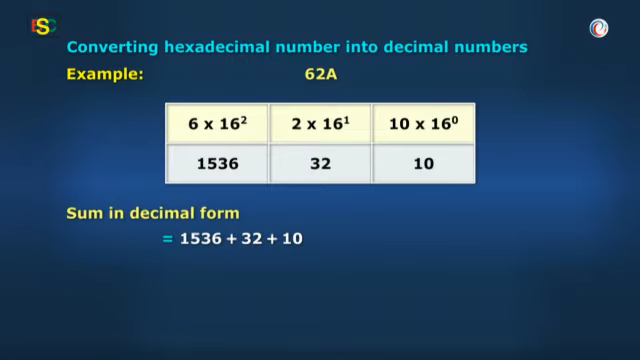 ESC
Converting hexadecimal number into decimal numbers
Example: 62A
6 x 16² 2 x 16¹ 10 x 16⁰
1536 32 10
Sum in decimal form
= 1536 + 32 + 10